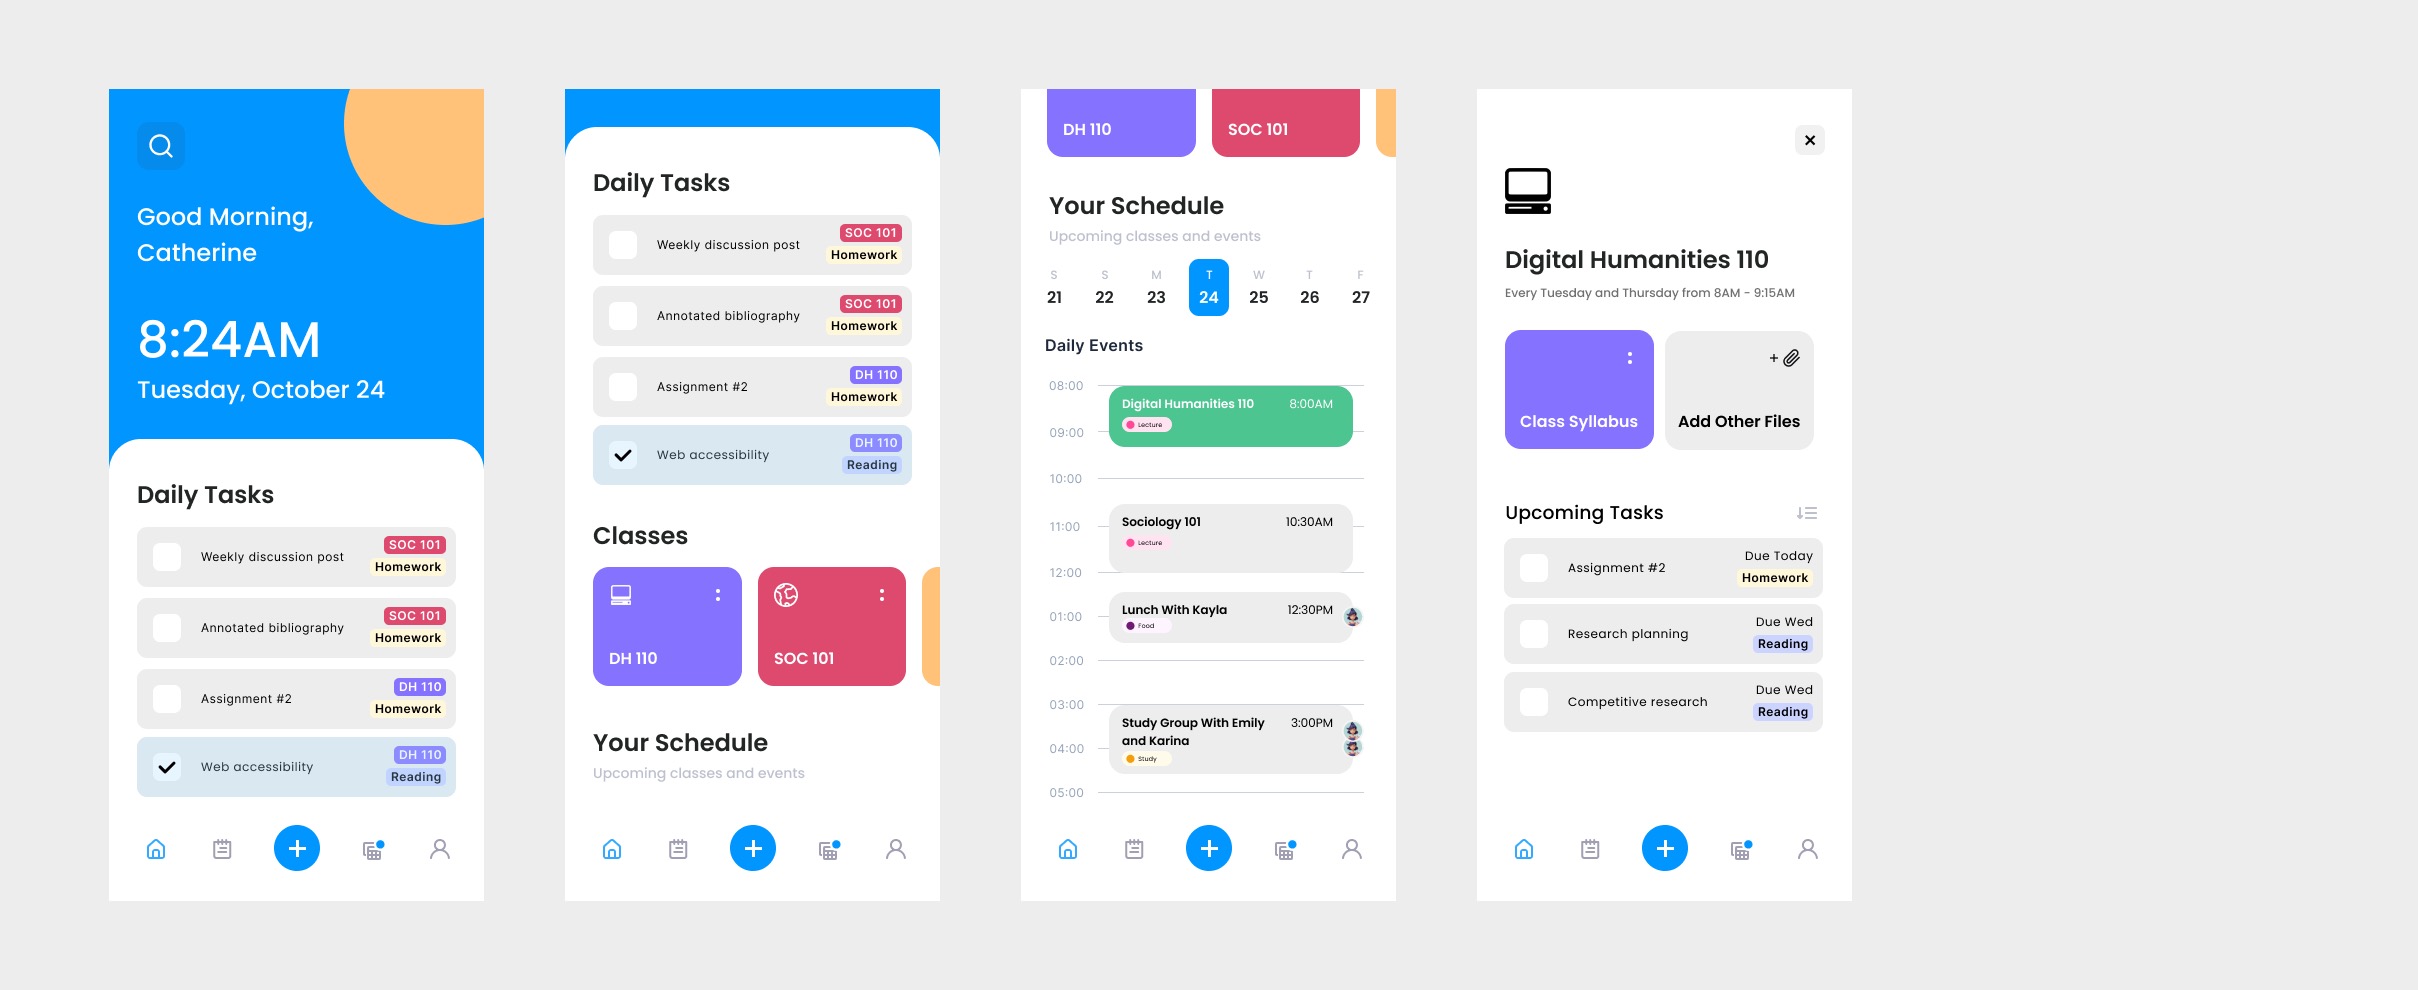 Good Morning,
Catherine
8:24AM
Tuesday, October 24
Daily Tasks
Weekly discussion post
SOC 101
Homework
Annotated bibliography
SOC 101
Homework
Assignment #2
DH 110
Homework
Web accessibility
DH 110
Reading
Daily Tasks
Weekly discussion post
SOC 101
Homework
Annotated bibliography
SOC 101
Homework
Assignment #2
DH 110
Homework
Web accessibility
DH 110
Reading
Classes
DH 110
SOC 101
Your Schedule
Upcoming classes and events
DH 110
SOC 101
Your Schedule
Upcoming classes and events
S S M T W T F
21 22 23 24 25 26 27
Daily Events
08:00
Digital Humanities 110 8:00AM
Lecture
09:00
10:00
Sociology 101 10:30AM
11:00
Lecture
12:00
Lunch With Kayla 12:30PM
01:00
Food
02:00
03:00
Study Group With Emily 3:00PM
and Karina
04:00
Study
05:00
Digital Humanities 110
Every Tuesday and Thursday from 8AM - 9:15AM
Class Syllabus
+
Add Other Files
Upcoming Tasks
Assignment #2
Due Today
Homework
Research planning
Due Wed
Reading
Competitive research
Due Wed
Reading